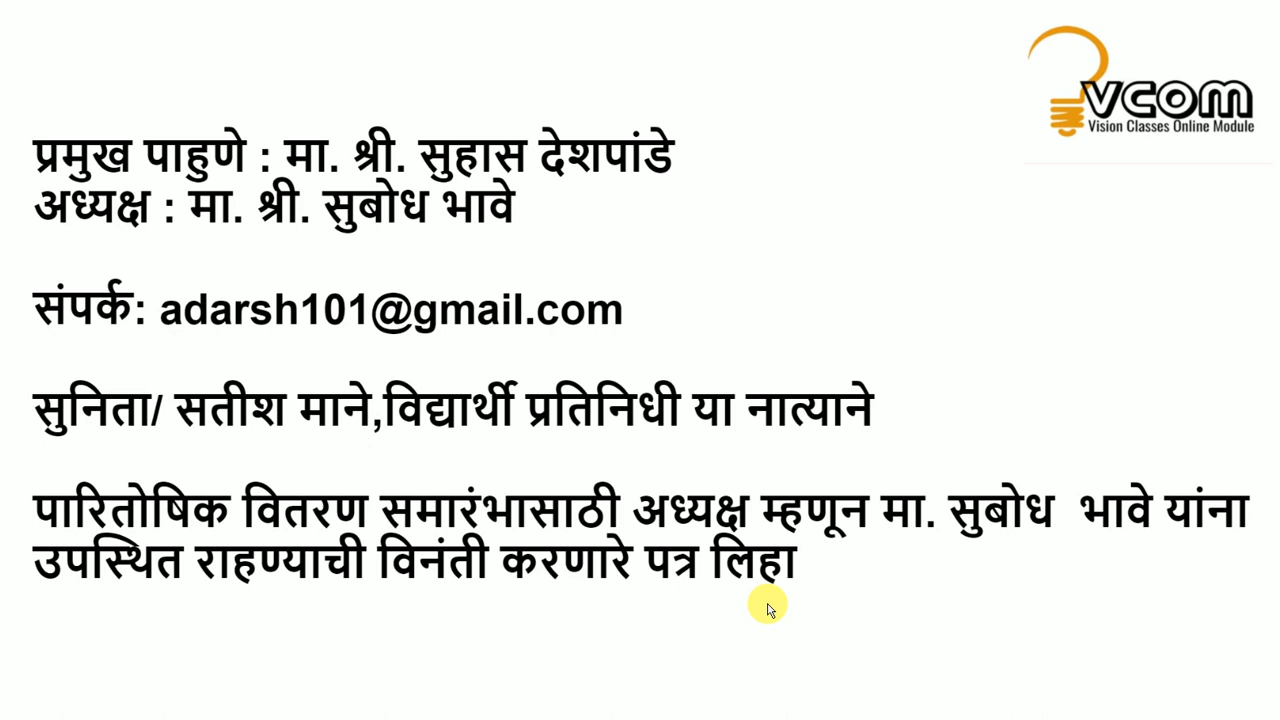 vcom
Vision Classes Online Module
प्रमुख पाहुणे : मा. श्री. सुहास देशपांडे
अध्यक्ष : मा. श्री. सुबोध भावे
संपर्क: adarsh101@gmail.com
सुनिता/ सतीश माने,विद्यार्थी प्रतिनिधी या नात्याने
पारितोषिक वितरण समारंभासाठी अध्यक्ष म्हणून मा. सुबोध भावे यांना
उपस्थित राहण्याची विनंती करणारे पत्र लिहा